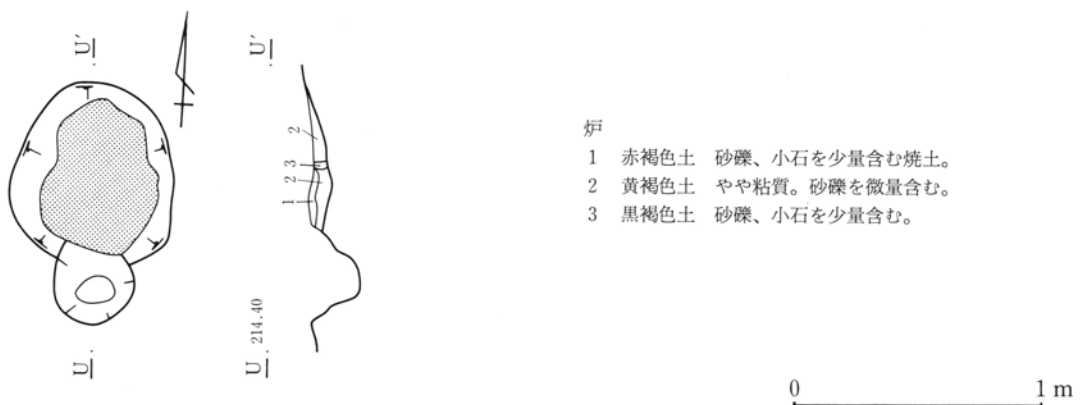 U′
U′
2
3
2
1
U
U 214.40
炉
1 赤褐色土 砂礫、小石を少量含む焼土。
2 黄褐色土 やや粘質。砂礫を微量含む。
3 黒褐色土 砂礫、小石を少量含む。
0 1 m